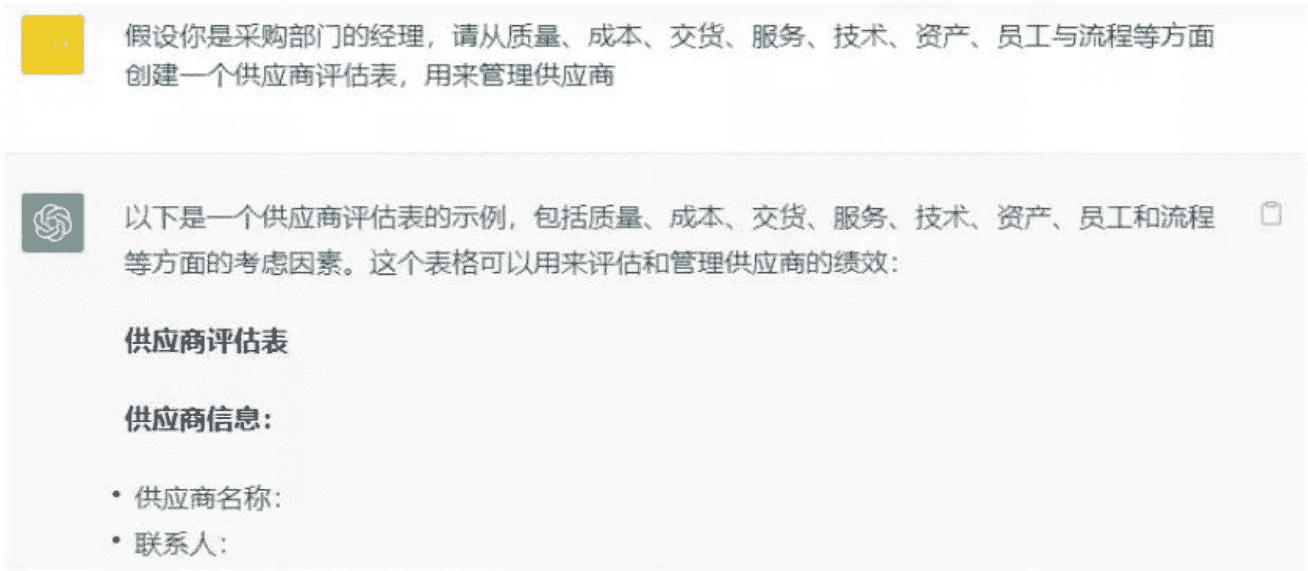 假设你是采购部门的经理，请从质量、成本、交货、服务、技术、资产、员工与流程等方面
创建一个供应商评估表，用来管理供应商
以下是一个供应商评估表的示例，包括质量、成本、交货、服务、技术、资产、员工和流程
等方面的考虑因素。这个表格可以用来评估和管理供应商的绩效：
供应商评估表
供应商信息：
• 供应商名称：
• 联系人：